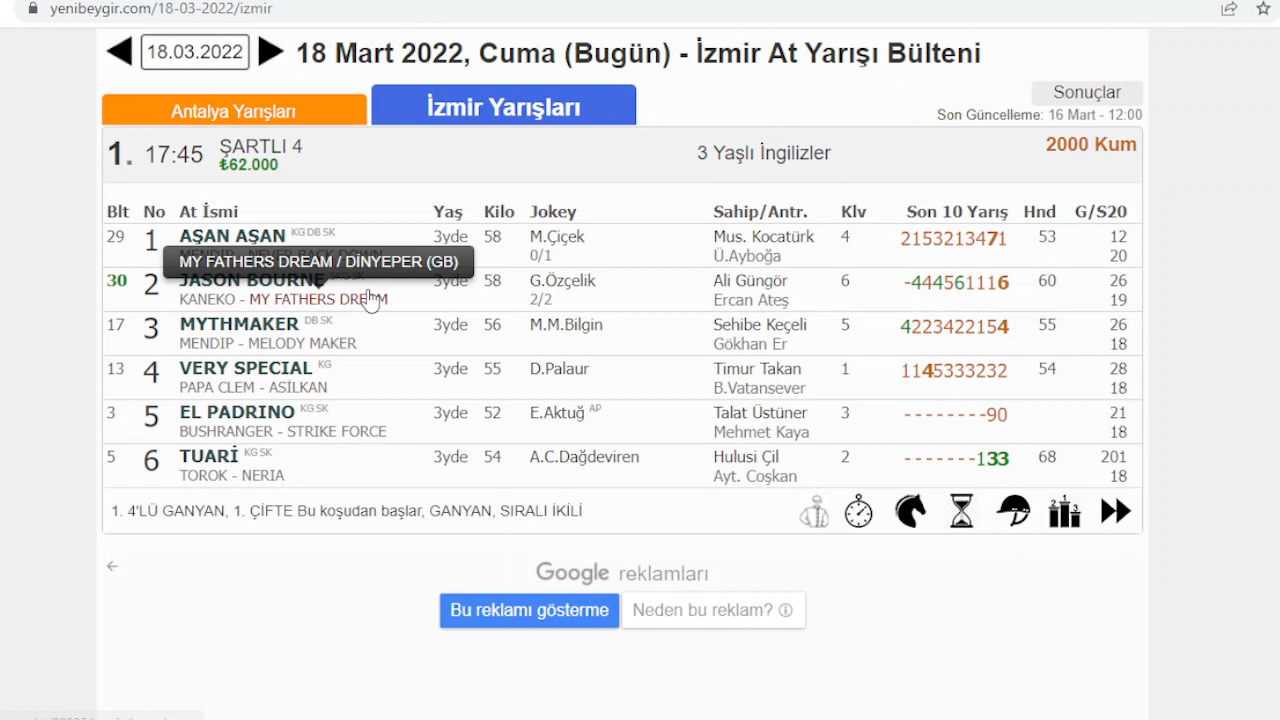 yenibeygir.com/18-03-2022/izmir
18.03.2022 18 Mart 2022, Cuma (Bugün) - İzmir At Yarışı Bülteni
Antalya Yarışları İzmir Yarışları Sonuçlar
Son Güncelleme: 16 Mart - 12:00
1. 17:45 ŞARTLI 4 3 Yaşlı İngilizler 2000 Kum
₺62.000
Blt No At İsmi Yaş Kilo Jokey Sahip/Antr. Klv Son 10 Yarış Hnd G/S20
29 1 AŞAN AŞAN KG DB SK 3yde 58 M.Çiçek Mus. Kocatürk 4 2153213471 53 12
0/1 Ü.Ayboğa 20
MY FATHERS DREAM / DİNYEPER (GB)
30 2 JASON BOURNE 3yde 58 G.Özçelik Ali Güngör 6 -444561116 60 26
KANEKO - MY FATHERS DREAM 2/2 Ercan Ateş 19
17 3 MYTHMAKER DB SK 3yde 56 M.M.Bilgin Sehibe Keçeli 5 4223422154 55 26
MENDIP - MELODY MAKER Gökhan Er 18
13 4 VERY SPECIAL KG 3yde 55 D.Palaur Timur Takan 1 1145333232 54 28
PAPA CLEM - ASİLKAN B.Vatansever 18
3 5 EL PADRINO KG SK 3yde 52 E.Aktuğ AP Talat Üstüner 3 --------90 21
BUSHRANGER - STRIKE FORCE Mehmet Kaya 18
5 6 TUARİ KG SK 3yde 54 A.C.Dağdeviren Hulusi Çil 2 -------133 68 201
TOROK - NERIA Ayt. Coşkan 18
1. 4'LÜ GANYAN, 1. ÇİFTE Bu koşudan başlar, GANYAN, SIRALI İKİLİ
Google reklamları
Bu reklamı gösterme Neden bu reklam?